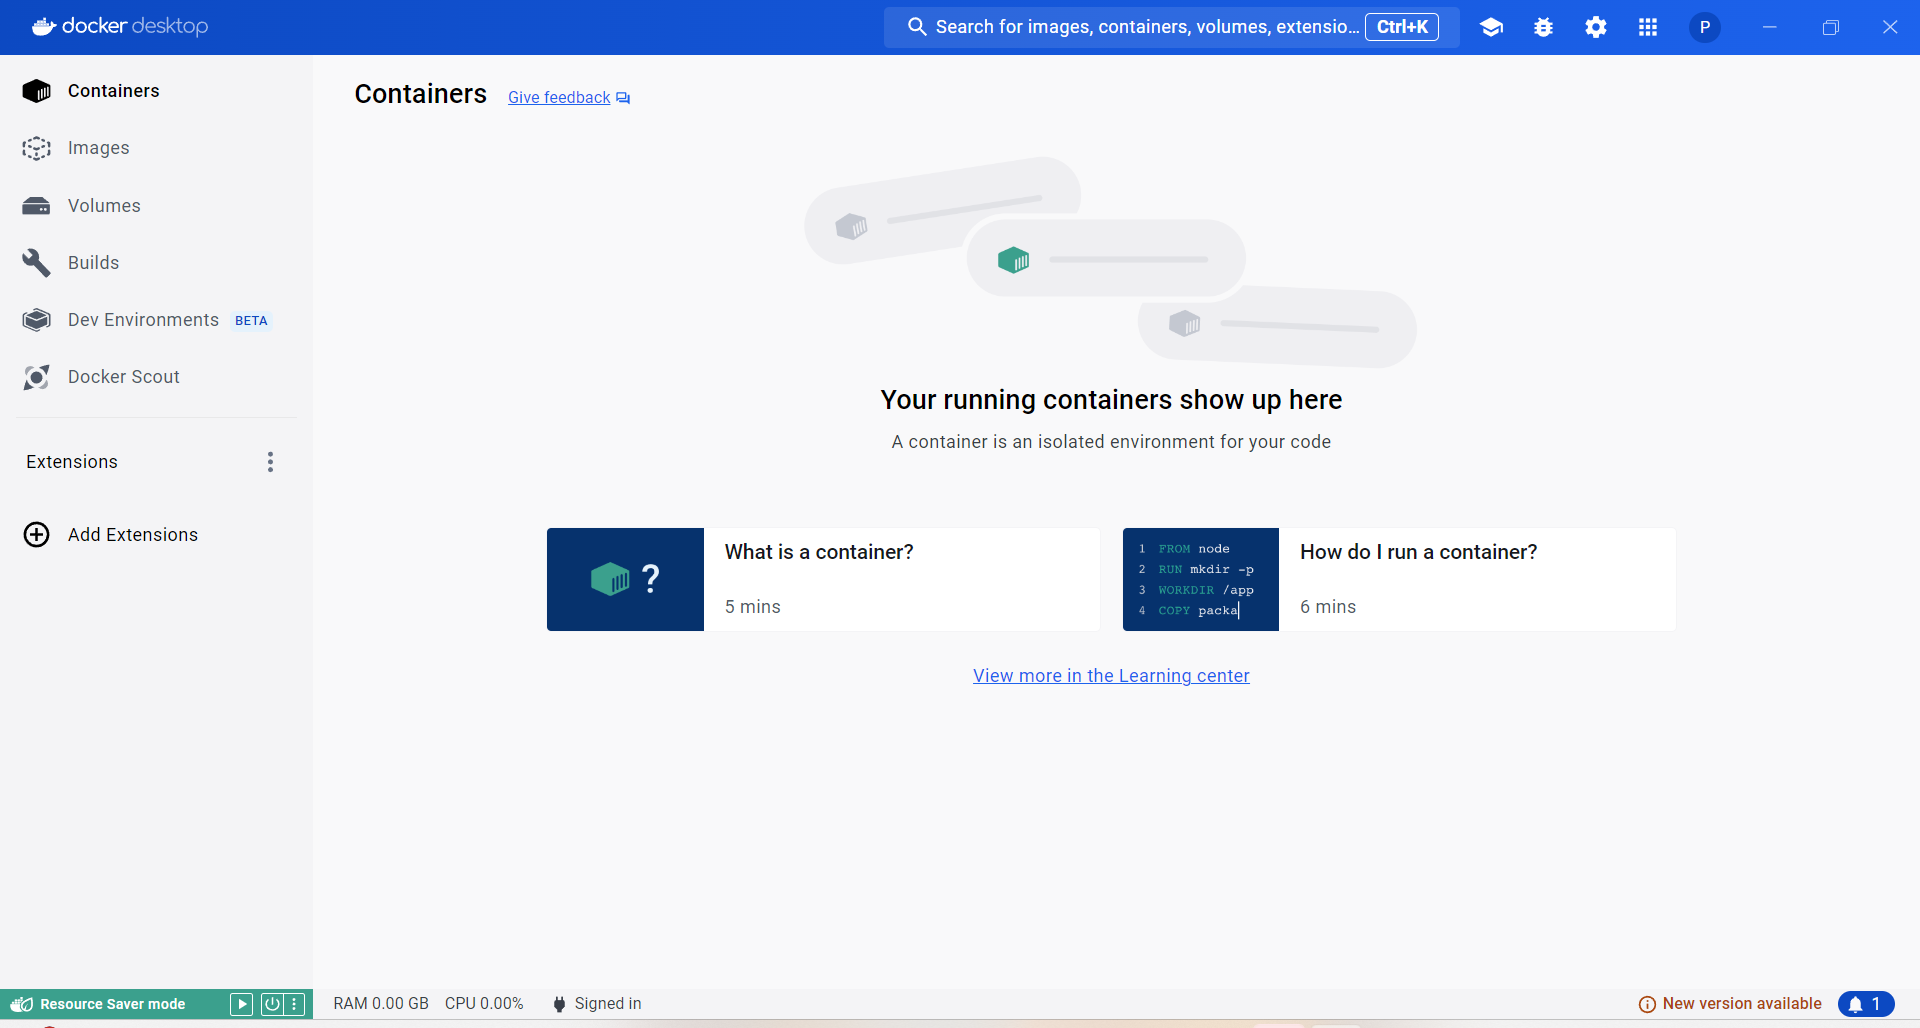 docker desktop
Search for images, containers, volumes, extensio... Ctrl+K
P
Containers
Images
Volumes
Builds
Dev Environments BETA
Docker Scout
Extensions
Add Extensions
Containers
Give feedback
Your running containers show up here
A container is an isolated environment for your code
?
What is a container?
5 mins
1 FROM node
2 RUN mkdir -p
3 WORKDIR /app
4 COPY packa
How do I run a container?
6 mins
View more in the Learning center
Resource Saver mode
RAM 0.00 GB CPU 0.00% Signed in
New version available
1